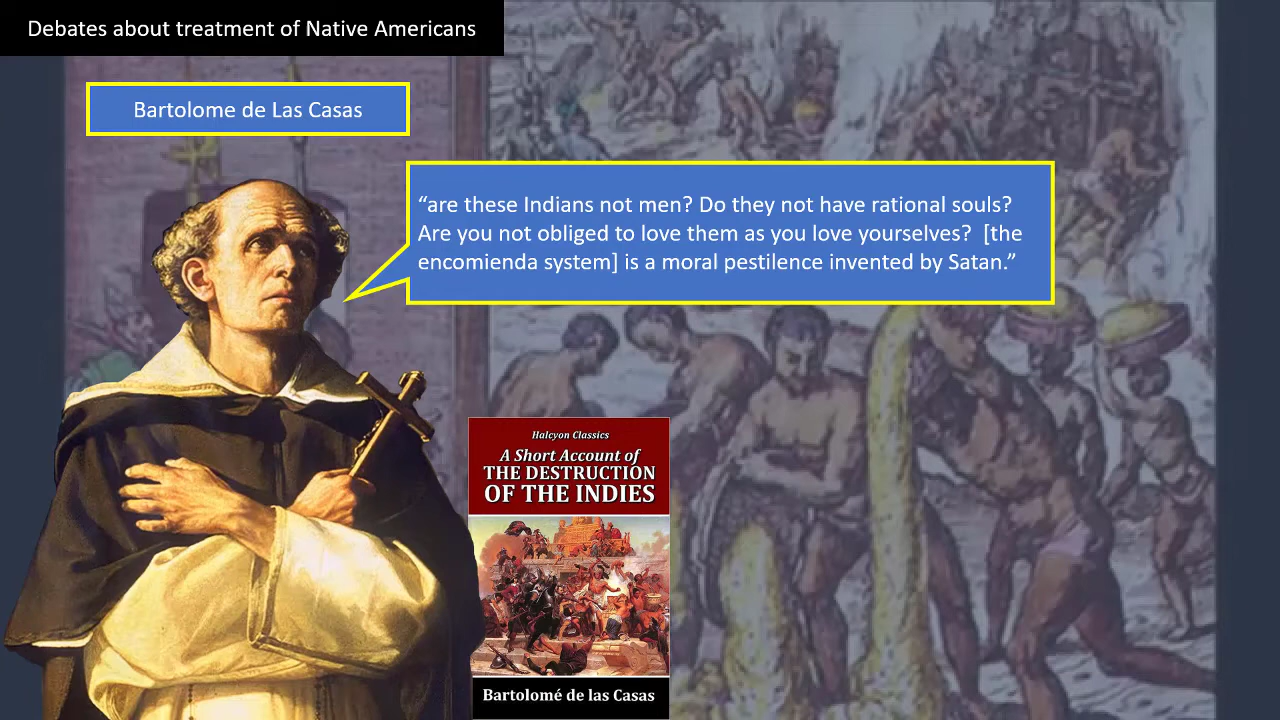 Debates about treatment of Native Americans
Bartolome de Las Casas
“are these Indians not men? Do they not have rational souls?
Are you not obliged to love them as you love yourselves?  [the
encomienda system] is a moral pestilence invented by Satan.”
Halcyon Classics
A Short Account of
THE DESTRUCTION
OF THE INDIES
Bartolomé de las Casas